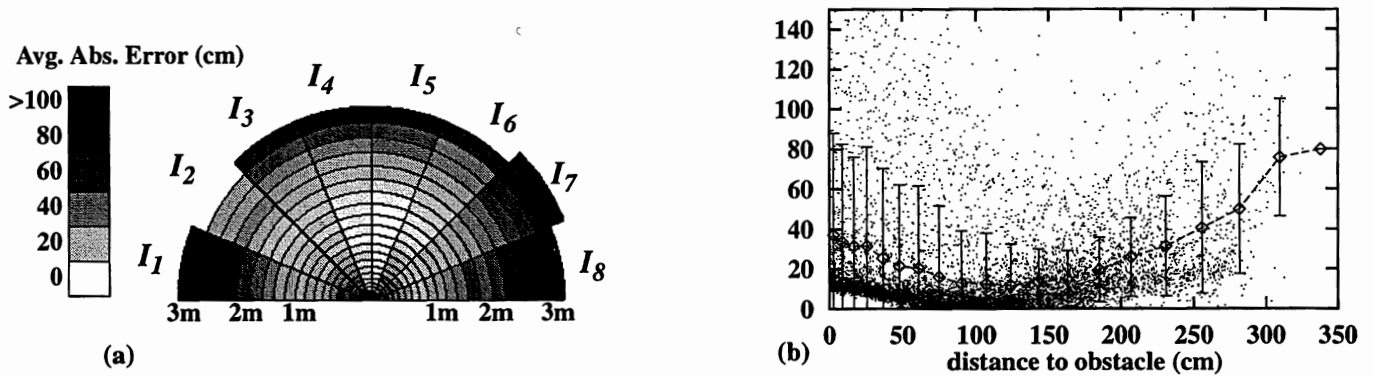 Avg. Abs. Error (cm)
>100
80
60
40
20
0
I1
I2
I3
I4
I5
I6
I7
I8
3m 2m 1m 1m 2m 3m
(a)
140
120
100
80
60
40
20
0
0 50 100 150 200 250 300 350
distance to obstacle (cm)
(b)